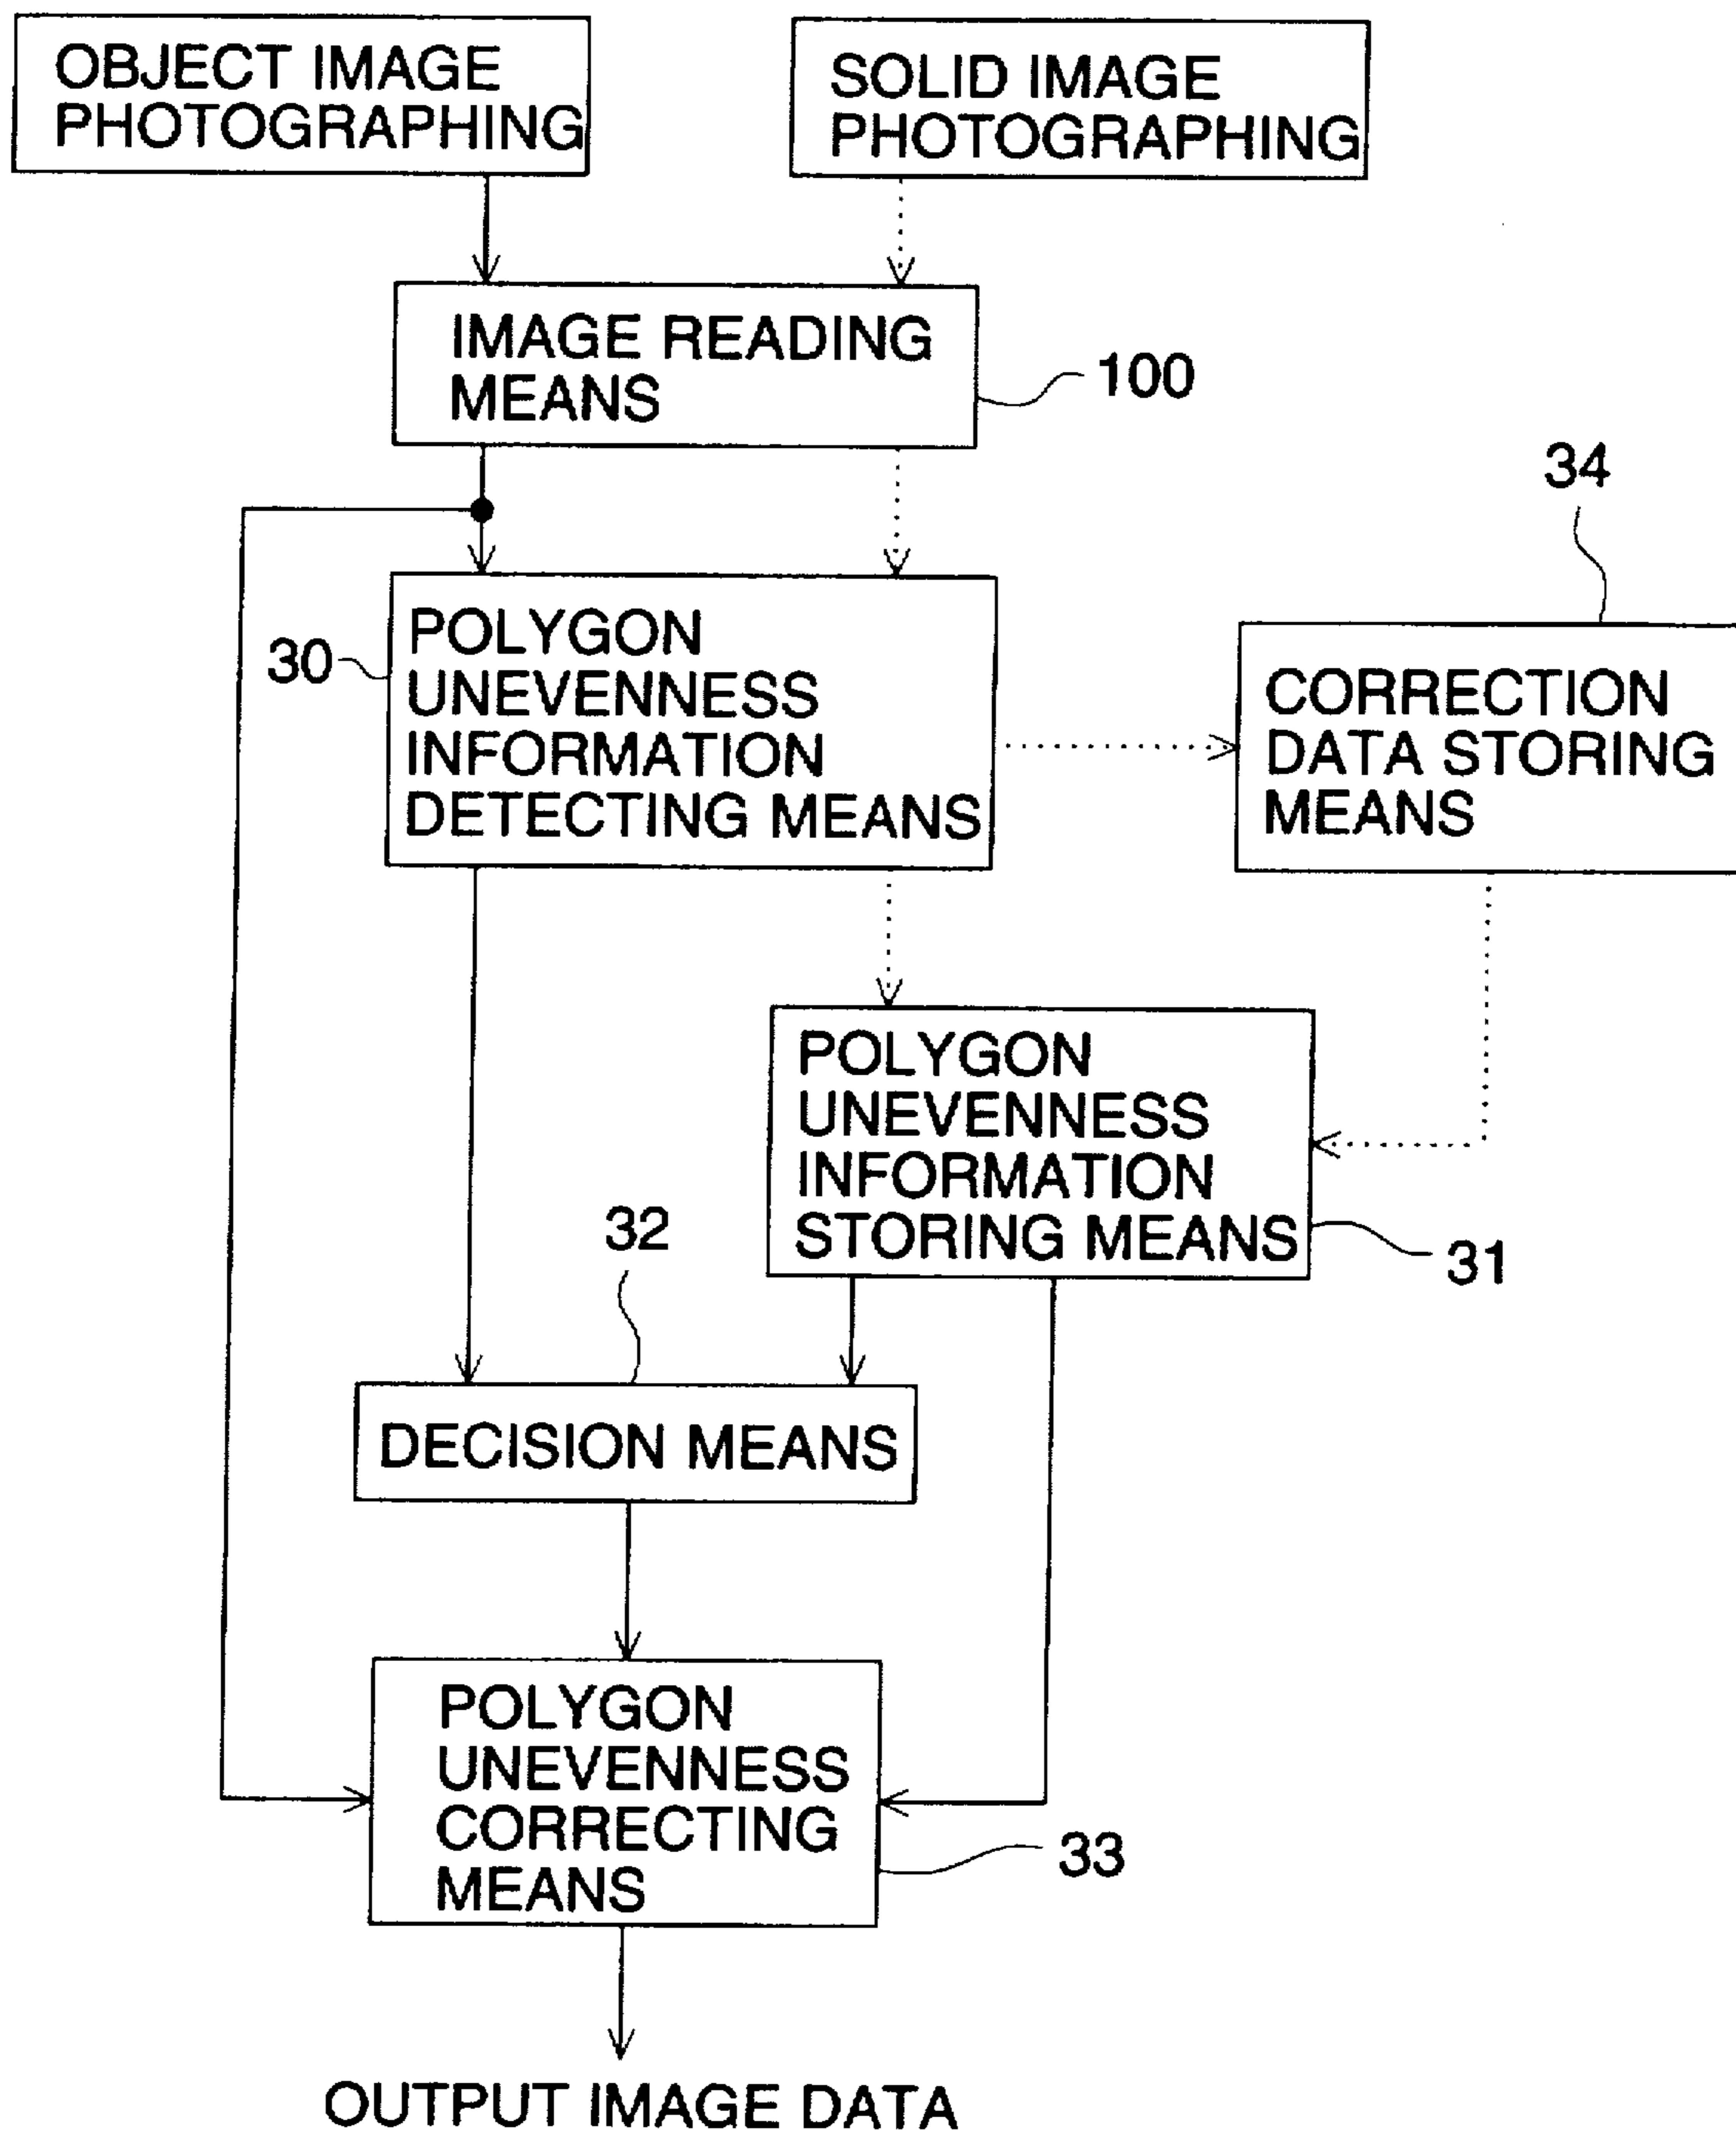 OBJECT IMAGE
PHOTOGRAPHING
SOLID IMAGE
PHOTOGRAPHING
IMAGE READING
MEANS
100
34
POLYGON
UNEVENNESS
INFORMATION
DETECTING MEANS
30
CORRECTION
DATA STORING
MEANS
POLYGON
UNEVENNESS
INFORMATION
STORING MEANS
31
32
DECISION MEANS
POLYGON
UNEVENNESS
CORRECTING
MEANS
33
OUTPUT IMAGE DATA